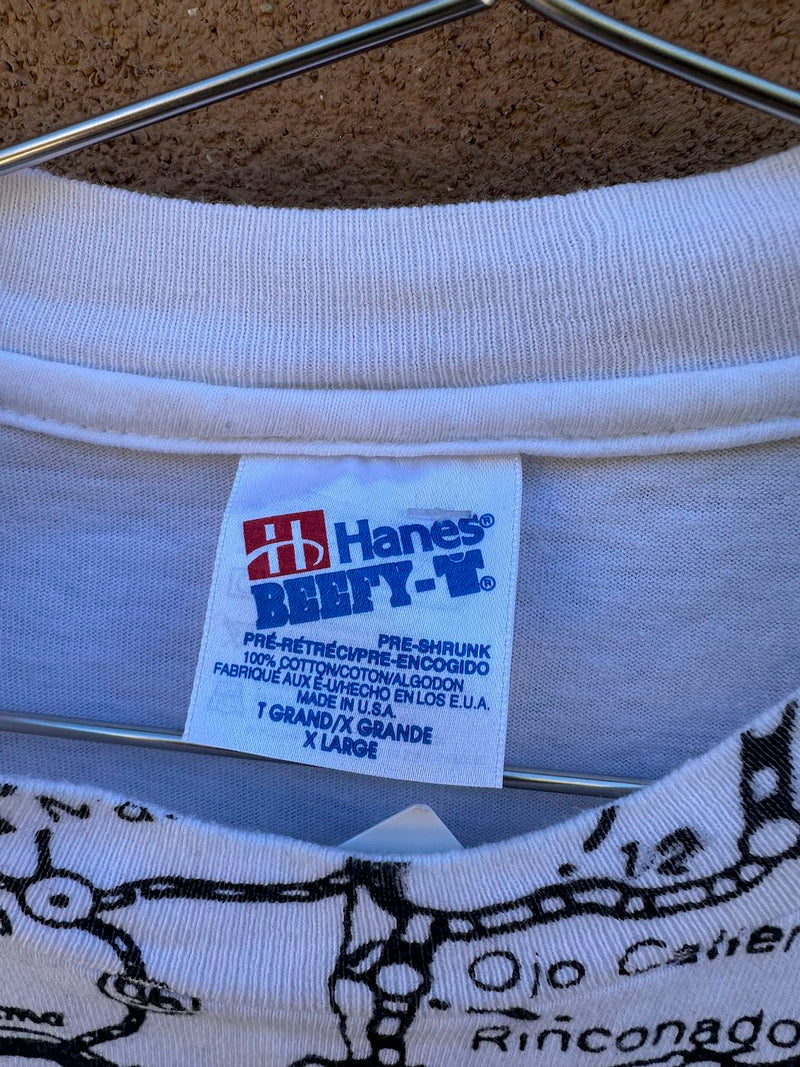 H Hanes®
BEEFY-T®
PRÉ-RÉTRÉCI/PRE-SHRUNK
PRE-ENCOGIDO
100% COTTON/COTON/ALGODON
FABRIQUÉ AUX É-U/HECHO EN LOS E.U.A.
MADE IN U.S.A.
T GRAND/X GRANDE
X LARGE
12
Ojo Calien
Rinconado